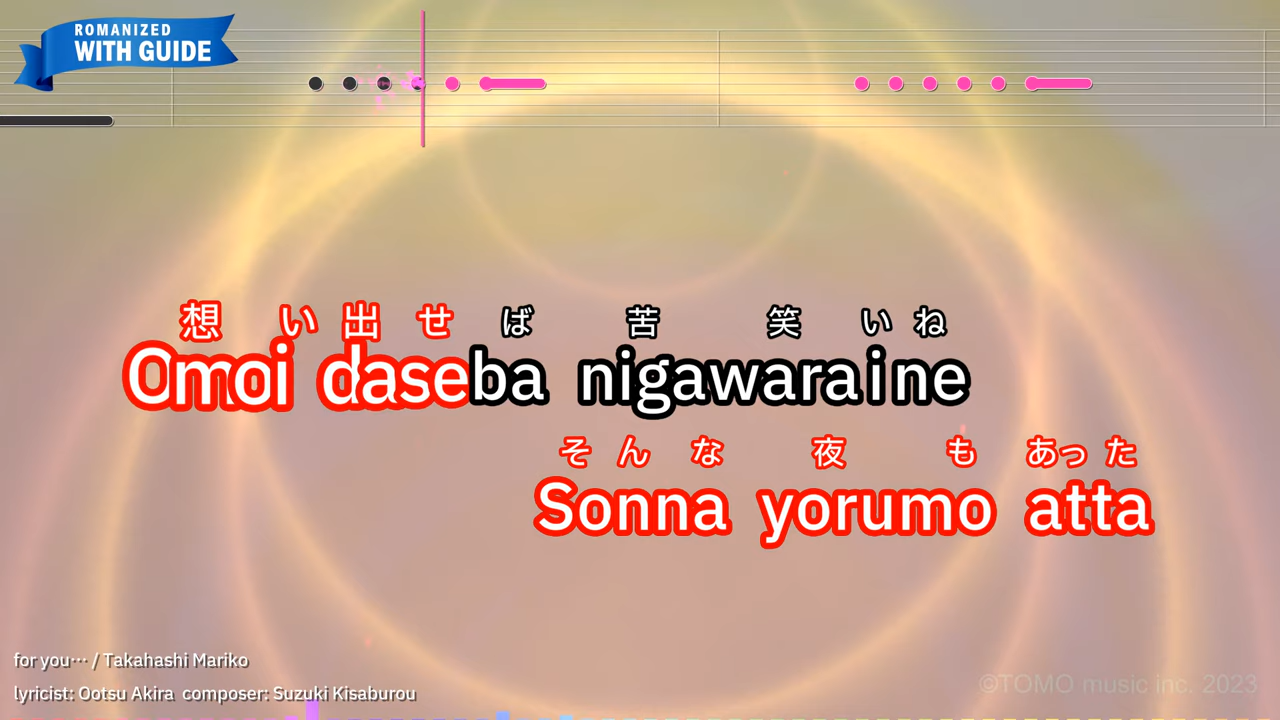 ROMANIZED
WITH GUIDE
想い出せば苦笑いね
Omoi daseba nigawaraine
そんな夜もあった
Sonna yorumo atta
for you… / Takahashi Mariko
lyricist: Ootsu Akira composer: Suzuki Kisaburou
©TOMO music inc. 2023